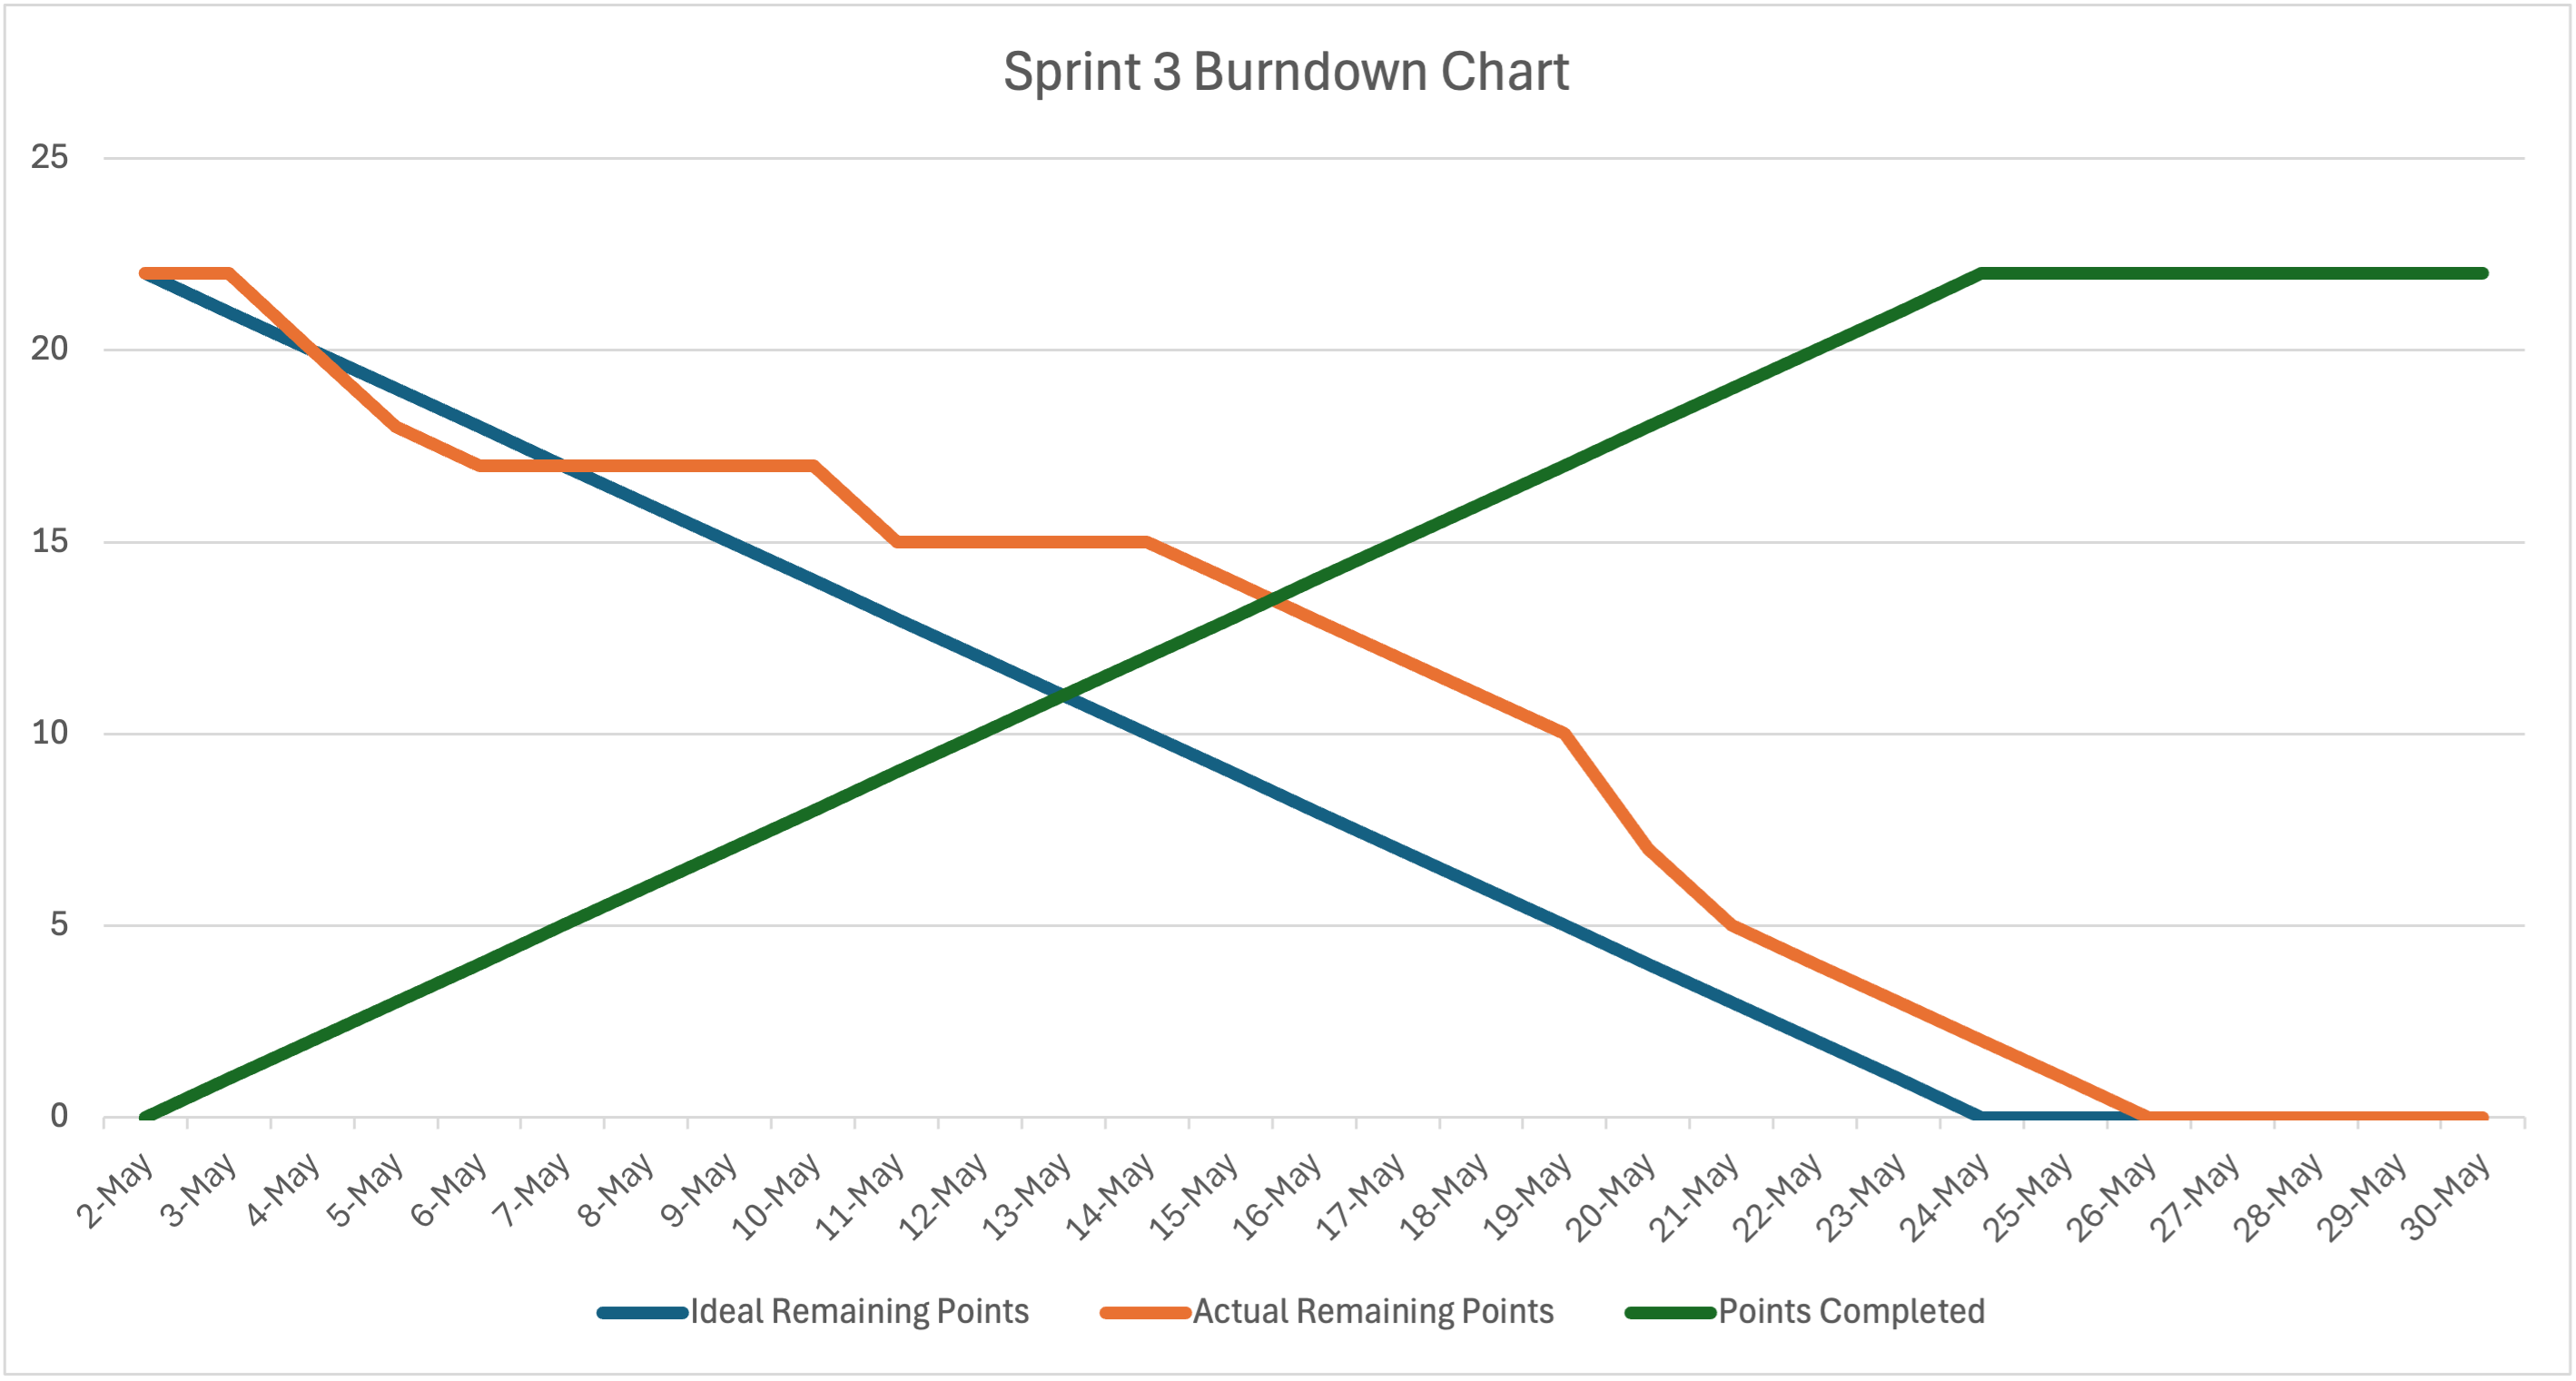 Sprint 3 Burndown Chart
25
20
15
10
5
0
2-May
3-May
4-May
5-May
6-May
7-May
8-May
9-May
10-May
11-May
12-May
13-May
14-May
15-May
16-May
17-May
18-May
19-May
20-May
21-May
22-May
23-May
24-May
25-May
26-May
27-May
28-May
29-May
30-May
Ideal Remaining Points
Actual Remaining Points
Points Completed